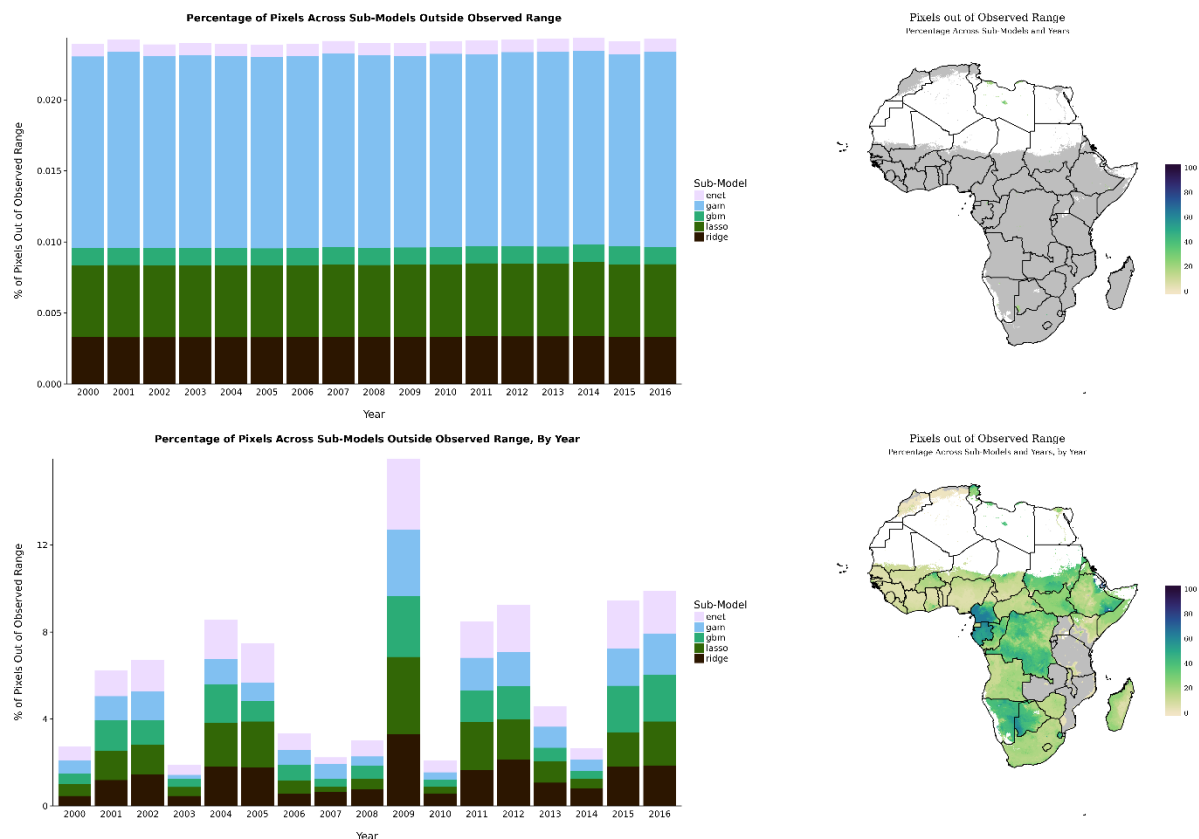 Percentage of Pixels Across Sub-Models Outside Observed Range
% of Pixels Out of Observed Range
0.020
0.015
0.010
0.005
0.000
2000 2001 2002 2003 2004 2005 2006 2007 2008 2009 2010 2011 2012 2013 2014 2015 2016
Year
Sub-Model
enet
gam
gbm
lasso
ridge
Pixels out of Observed Range
Percentage Across Sub-Models and Years
100
80
60
40
20
0
Percentage of Pixels Across Sub-Models Outside Observed Range, By Year
% of Pixels Out of Observed Range
12
8
4
0
2000 2001 2002 2003 2004 2005 2006 2007 2008 2009 2010 2011 2012 2013 2014 2015 2016
Year
Sub-Model
enet
gam
gbm
lasso
ridge
Pixels out of Observed Range
Percentage Across Sub-Models and Years, by Year
100
80
60
40
20
0